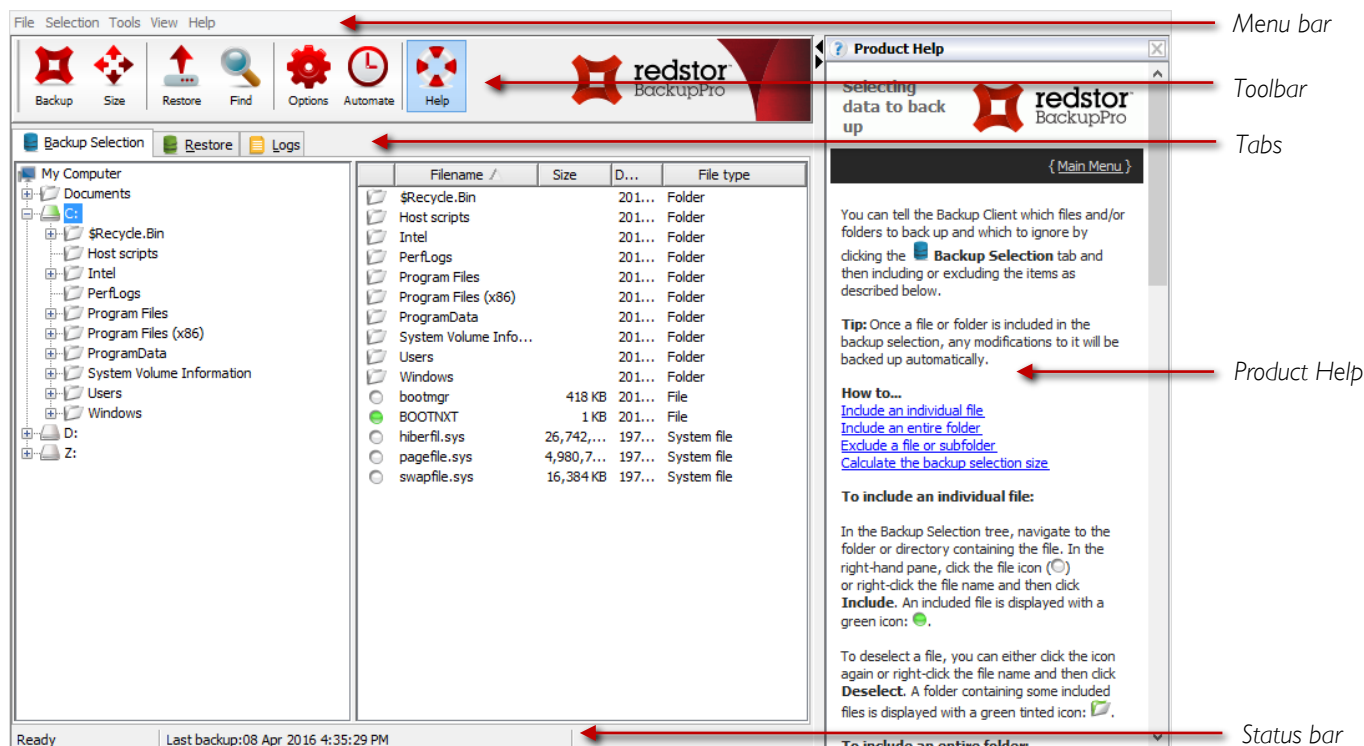 File Selection Tools View Help
Menu bar
Backup Size Restore Find Options Automate Help
redstor
BackupPro
Toolbar
Backup Selection Restore Logs
Tabs
My Computer
Documents
C:
$Recycle.Bin
Host scripts
Intel
PerfLogs
Program Files
Program Files (x86)
ProgramData
System Volume Information
Users
Windows
D:
Z:
Filename Size D... File type
$Recycle.Bin 201... Folder
Host scripts 201... Folder
Intel 201... Folder
PerfLogs 201... Folder
Program Files 201... Folder
Program Files (x86) 201... Folder
ProgramData 201... Folder
System Volume Info... 201... Folder
Users 201... Folder
Windows 201... Folder
bootmgr 418 KB 201... File
BOOTNXT 1 KB 201... File
hiberfil.sys 26,742,... 197... System file
pagefile.sys 4,980,7... 197... System file
swapfile.sys 16,384 KB 197... System file
? Product Help
Selecting
data to back
up
redstor
BackupPro
{ Main Menu }
You can tell the Backup Client which files and/or
folders to back up and which to ignore by
clicking the Backup Selection tab and
then including or excluding the items as
described below.
Tip: Once a file or folder is included in the
backup selection, any modifications to it will be
backed up automatically.
Product Help
How to...
Include an individual file
Include an entire folder
Exclude a file or subfolder
Calculate the backup selection size
To include an individual file:
In the Backup Selection tree, navigate to the
folder or directory containing the file. In the
right-hand pane, click the file icon ( )
or right-click the file name and then click
Include. An included file is displayed with a
green icon: .
To deselect a file, you can either click the icon
again or right-click the file name and then click
Deselect. A folder containing some included
files is displayed with a green tinted icon: .
To include an entire folder:
Ready Last backup:08 Apr 2016 4:35:29 PM
Status bar